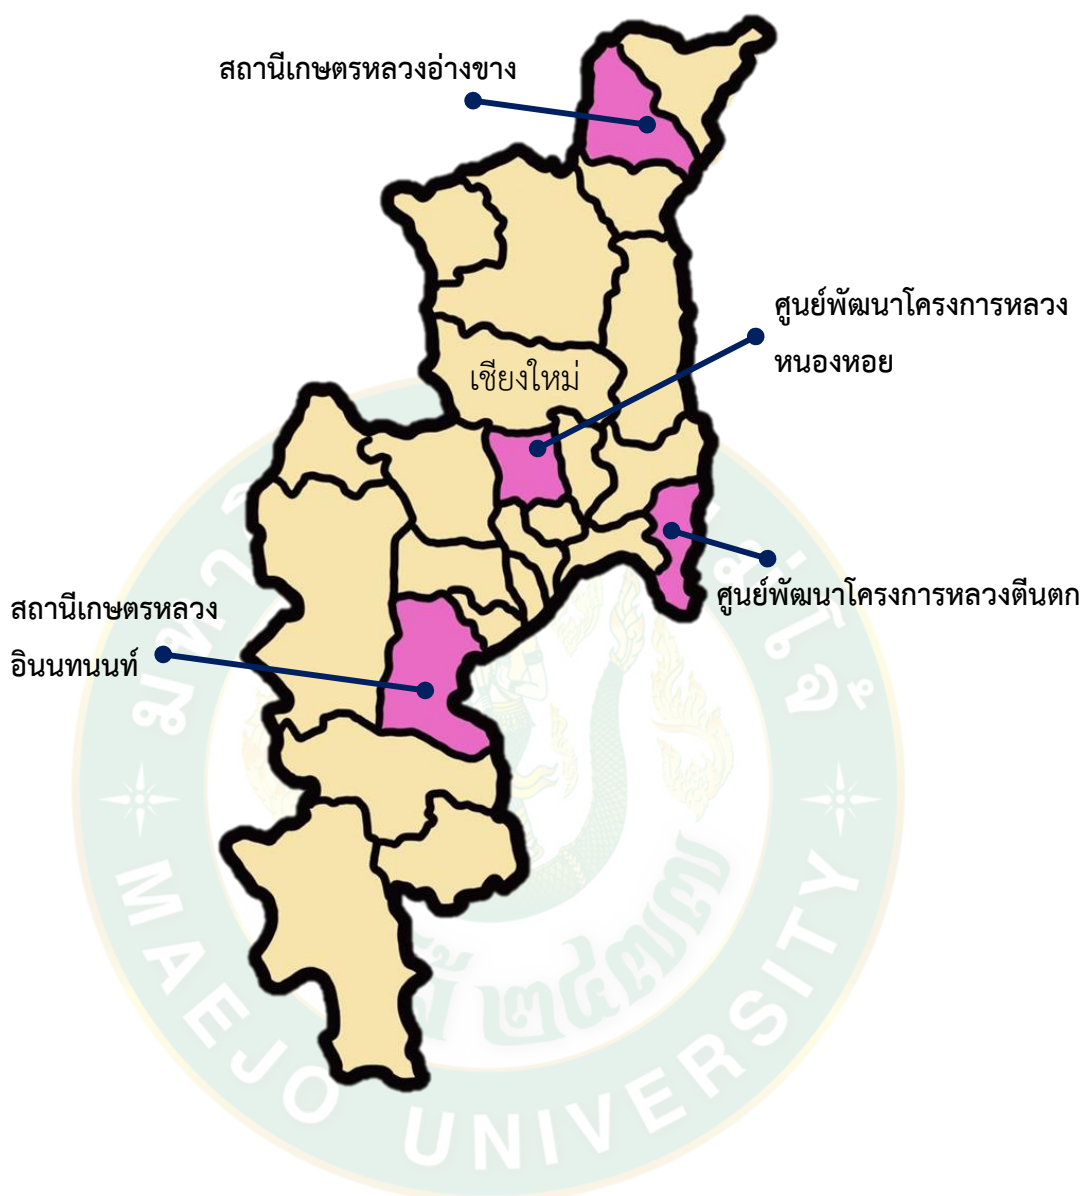 สถานีเกษตรหลวงอ่างขาง
ศูนย์พัฒนาโครงการหลวง
หนองหอย
เชียงใหม่
ศูนย์พัฒนาโครงการหลวงตีนตก
สถานีเกษตรหลวง
อินนทนนท์
MAEJO UNIVERSITY